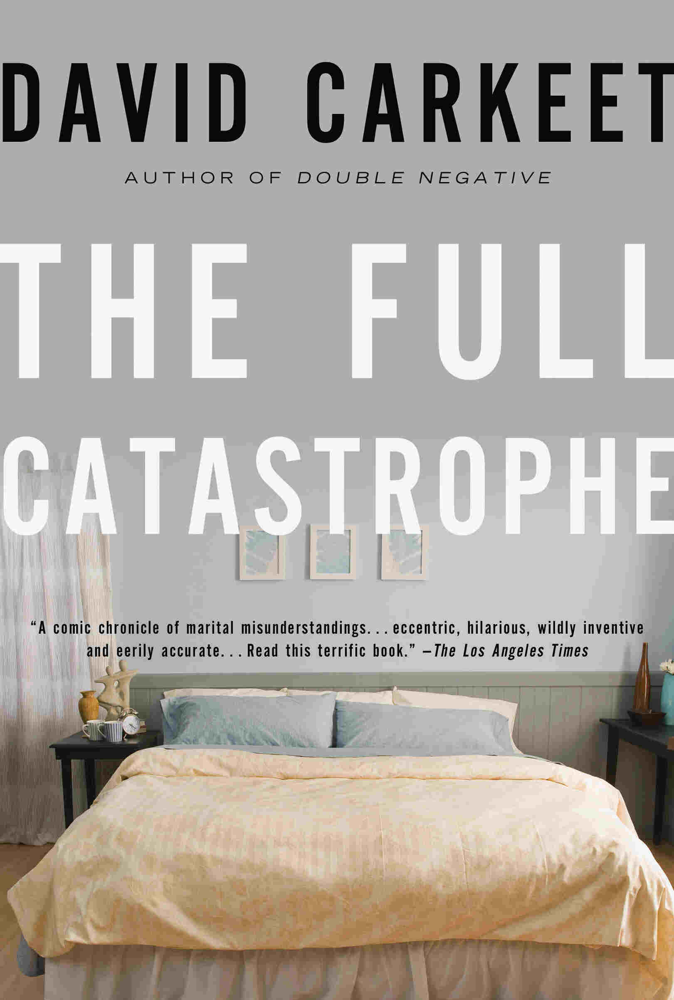 DAVID CARKEET
AUTHOR OF DOUBLE NEGATIVE
THE FULL
CATASTROPHE
“A comic chronicle of marital misunderstandings. . . eccentric, hilarious, wildly inventive
and eerily accurate. . . Read this terrific book.” –The Los Angeles Times